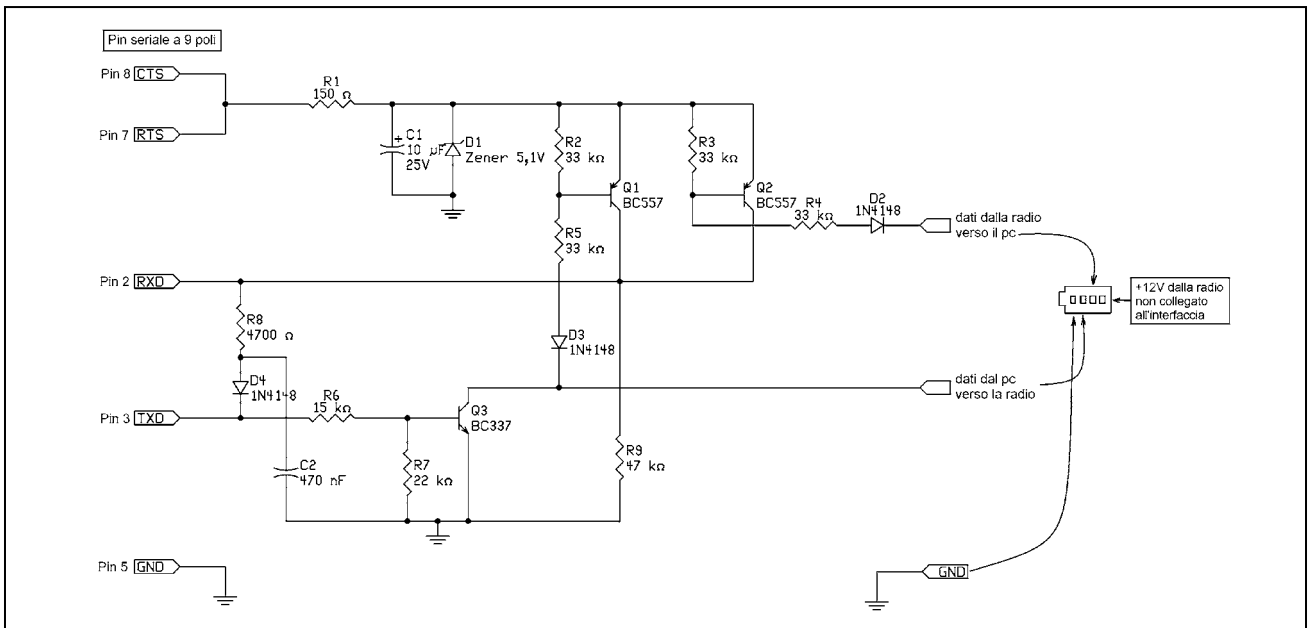 Pin seriale a 9 poli
Pin 8 CTS
Pin 7 RTS
R1
150 Ω
C1
10 µF
25V
D1
Zener 5,1V
R2
33 kΩ
Q1
BC557
R3
33 kΩ
Q2
BC557
R4
33 kΩ
D2
1N4148
dati dalla radio
verso il pc
R5
33 kΩ
Pin 2 RXD
+12V dalla radio
non collegato
all'interfaccia
R8
4700 Ω
D3
1N4148
D4
1N4148
R6
15 kΩ
dati dal pc
verso la radio
Pin 3 TXD
Q3
BC337
C2
470 nF
R7
22 kΩ
R9
47 kΩ
Pin 5 GND
GND